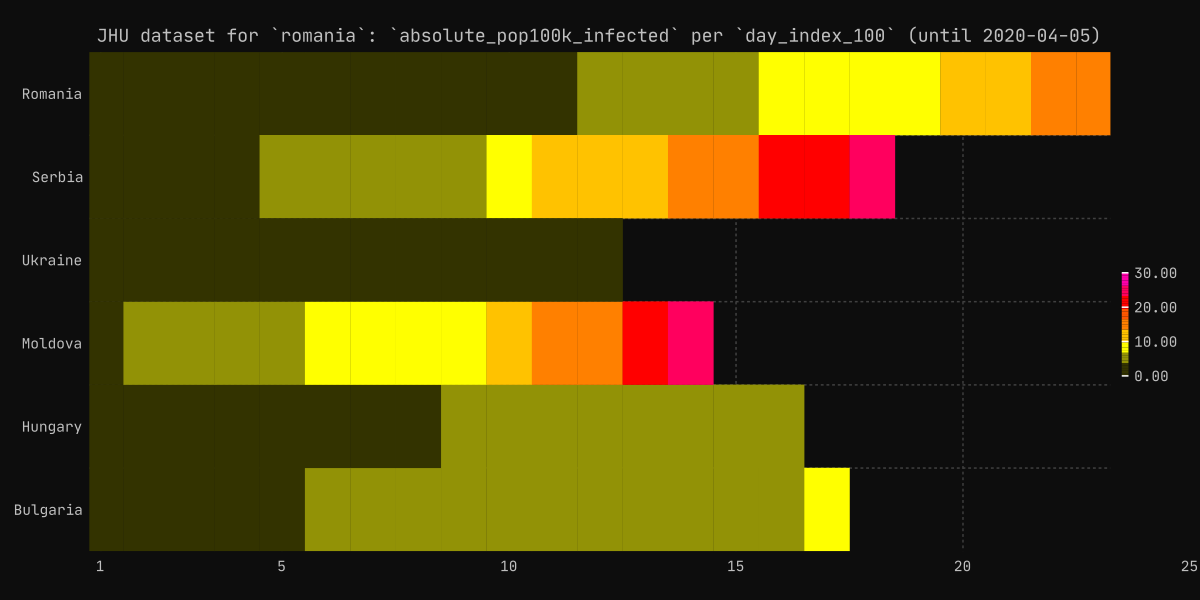 JHU dataset for `romania`: `absolute_pop100k_infected` per `day_index_100` (until 2020-04-05)
Romania
Serbia
Ukraine
Moldova
Hungary
Bulgaria
30.00
20.00
10.00
0.00
1 5 10 15 20 25